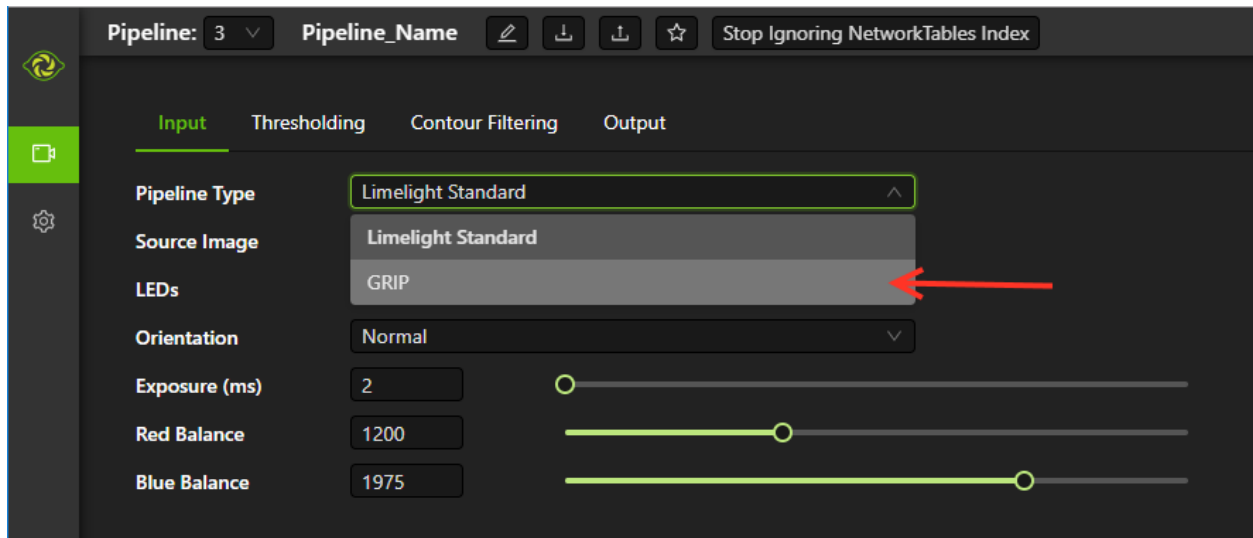 Pipeline: 3 Pipeline_Name Stop Ignoring NetworkTables Index
Input Thresholding Contour Filtering Output
Pipeline Type Limelight Standard
Source Image Limelight Standard
GRIP
LEDs
Orientation Normal
Exposure (ms) 2
Red Balance 1200
Blue Balance 1975